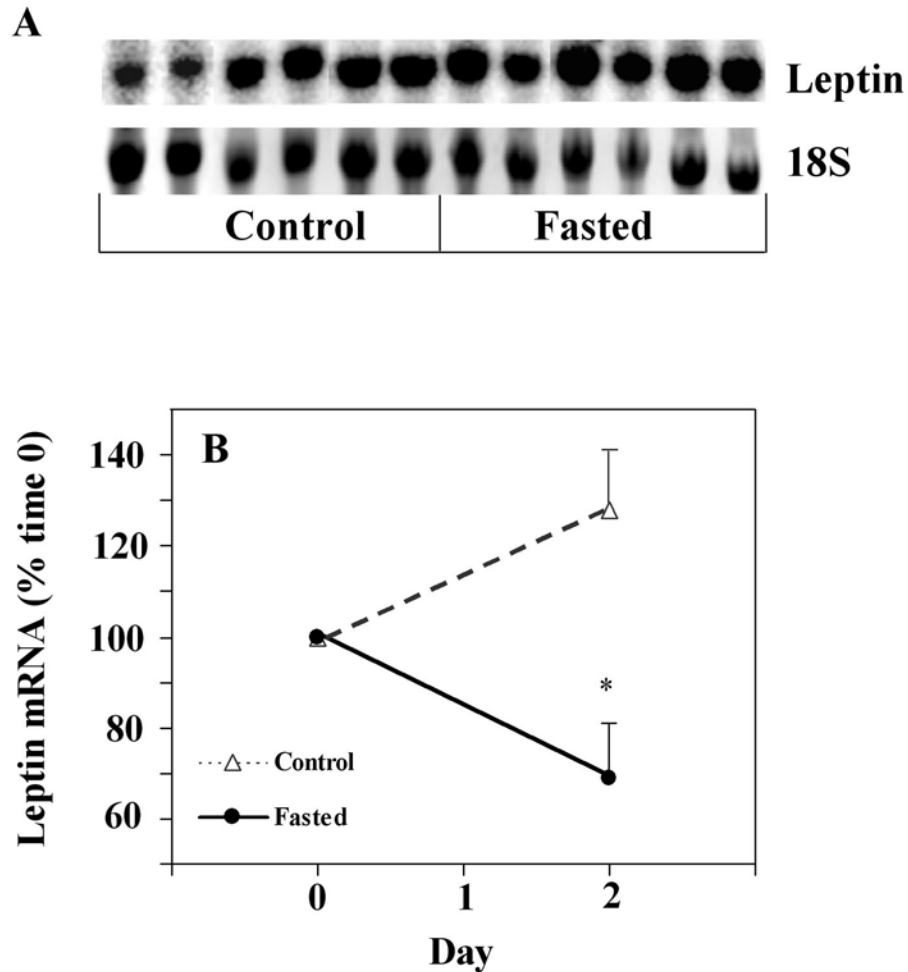 A
Leptin
18S
Control Fasted
B
Leptin mRNA (% time 0)
140
120
100
80
60
*
Control
Fasted
0 1 2
Day